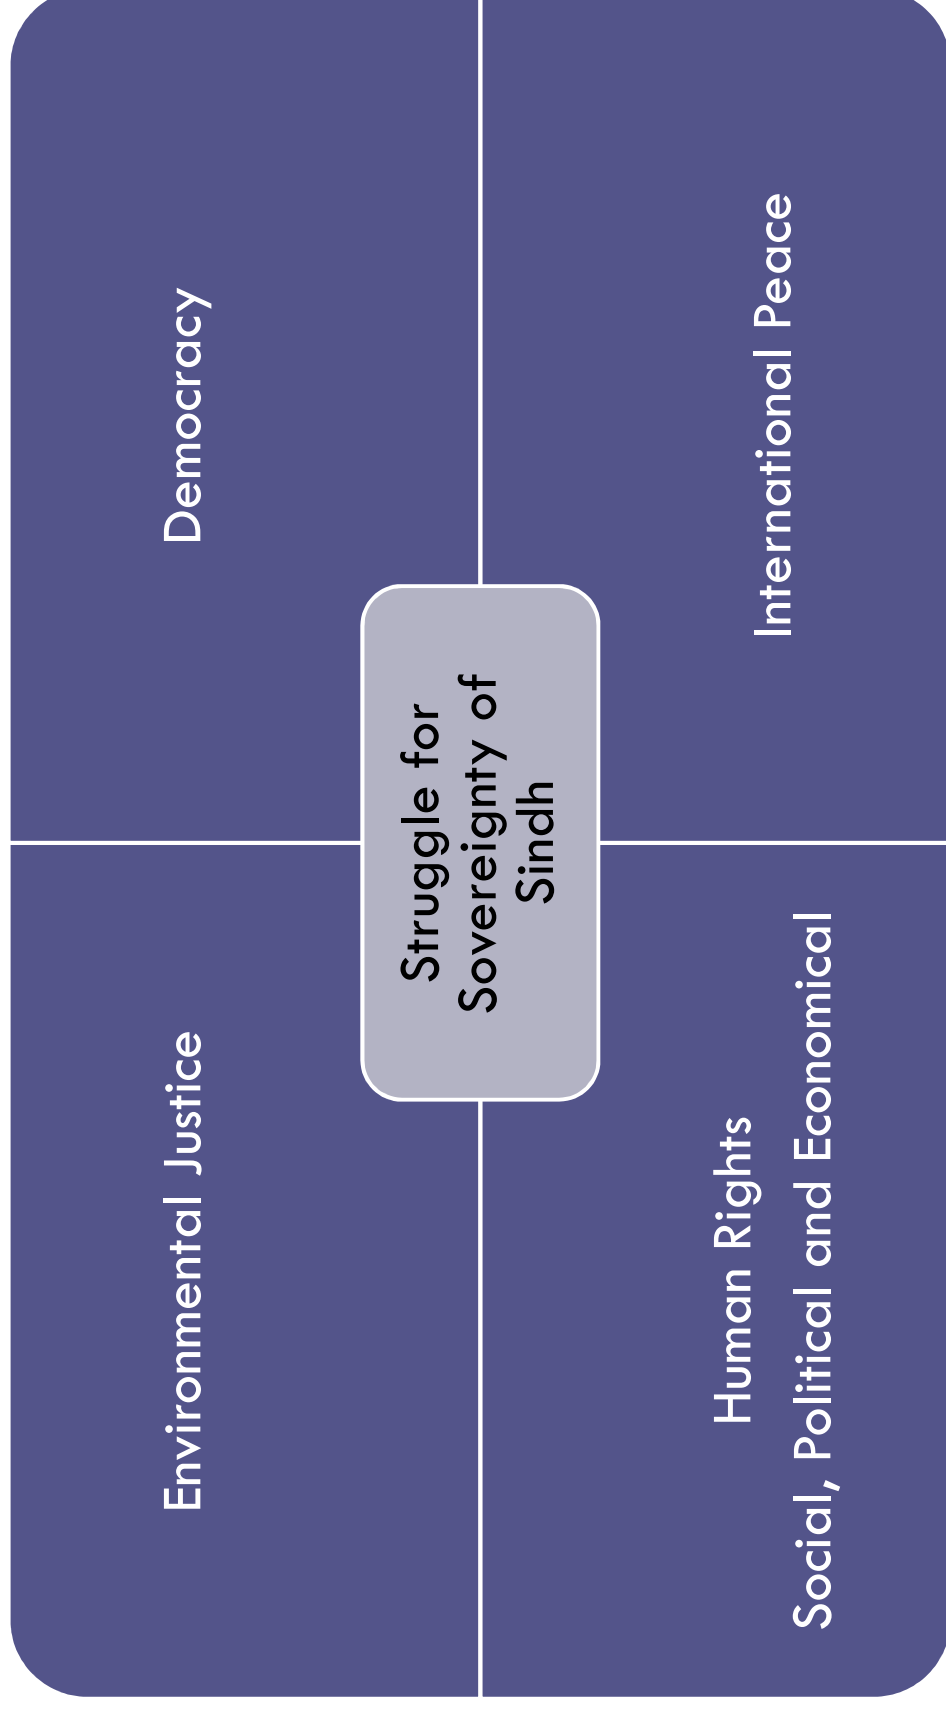 Environmental Justice
Democracy
Struggle for
Sovereignty of
Sindh
Human Rights
Social, Political and Economical
International Peace